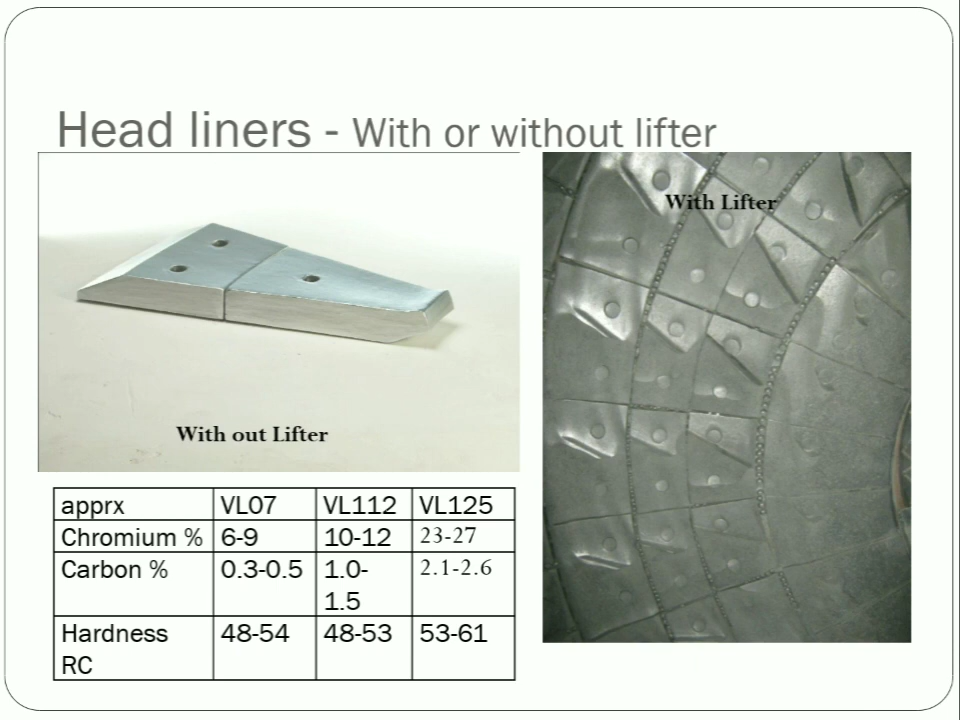 Head liners - With or without lifter
With Lifter
With out Lifter
apprx VL07 VL112 VL125
Chromium % 6-9 10-12 23-27
Carbon % 0.3-0.5 1.0-
1.5 2.1-2.6
Hardness
RC 48-54 48-53 53-61